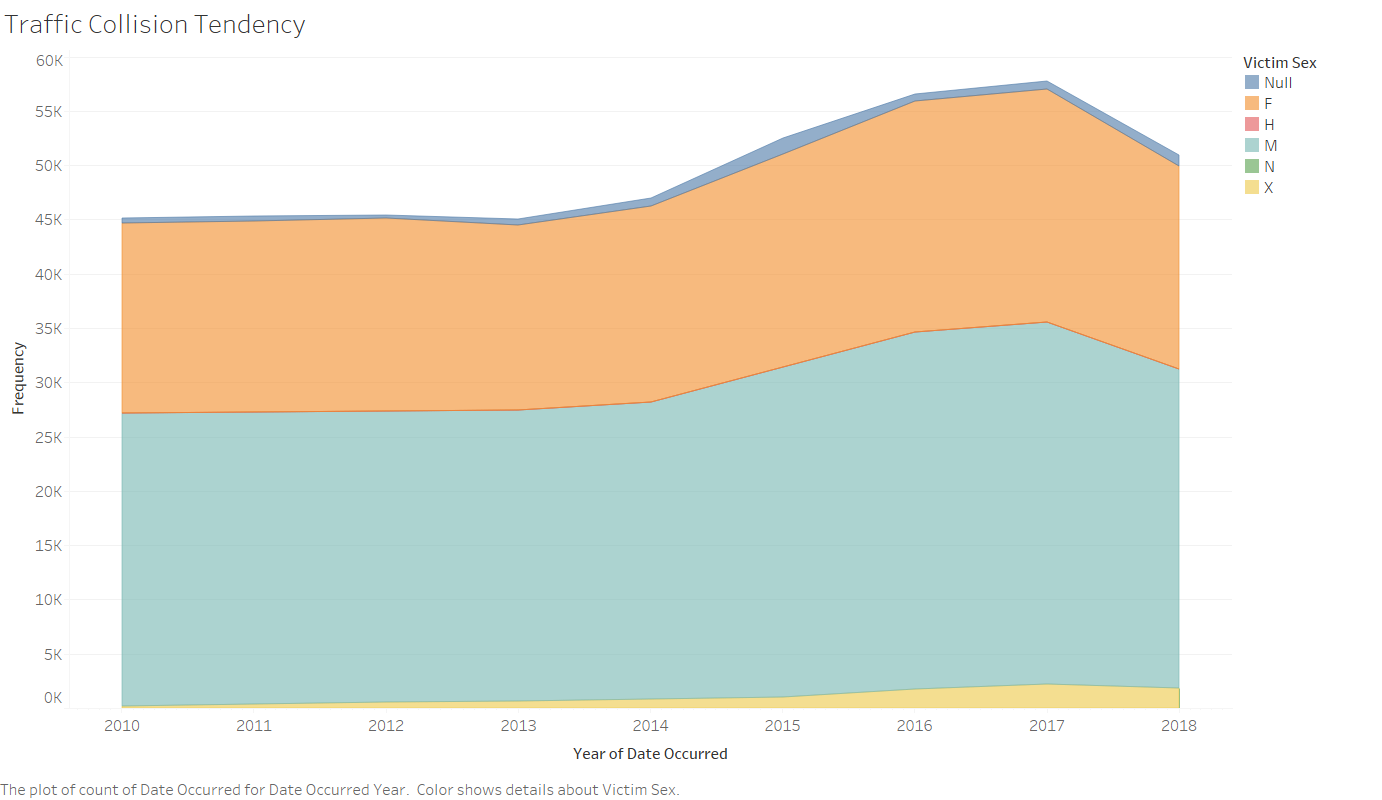 Traffic Collision Tendency
60K
55K
50K
45K
40K
35K
30K
25K
20K
15K
10K
5K
0K
Frequency
2010 2011 2012 2013 2014 2015 2016 2017 2018
Year of Date Occurred
Victim Sex
Null
F
H
M
N
X
The plot of count of Date Occurred for Date Occurred Year. Color shows details about Victim Sex.